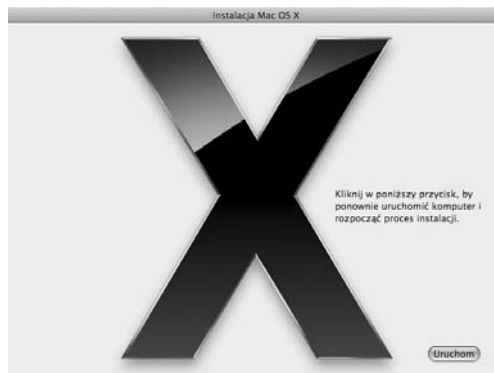 Instalacja Mac OS X
Kliknij w poniższy przycisk, by
ponownie uruchomić komputer i
rozpocząć proces instalacji.
Uruchom